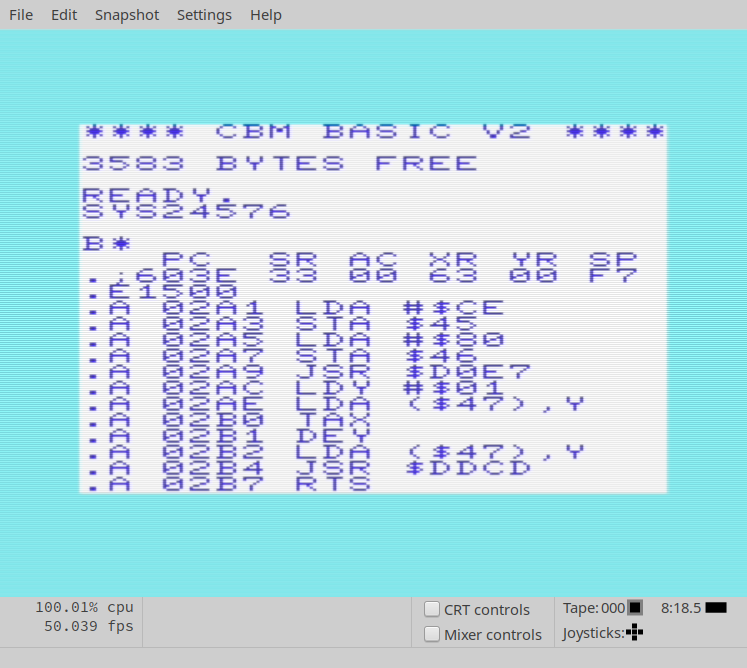 File Edit Snapshot Settings Help
**** CBM BASIC V2 ****
3583 BYTES FREE
READY.
SYS24576
B*
PC SR AC XR YR SP
.;603E 33 00 63 00 F7
.E1500
.A 02A1 LDA #$CE
.A 02A3 STA $45
.A 02A5 LDA #$80
.A 02A7 STA $46
.A 02A9 JSR $D0E7
.A 02AC LDY #$01
.A 02AE LDA ($47),Y
.A 02B0 TAX
.A 02B1 DEY
.A 02B2 LDA ($47),Y
.A 02B4 JSR $DDCD
.A 02B7 RTS
100.01% cpu
50.039 fps
CRT controls
Mixer controls
Tape: 000 8:18.5
Joysticks: